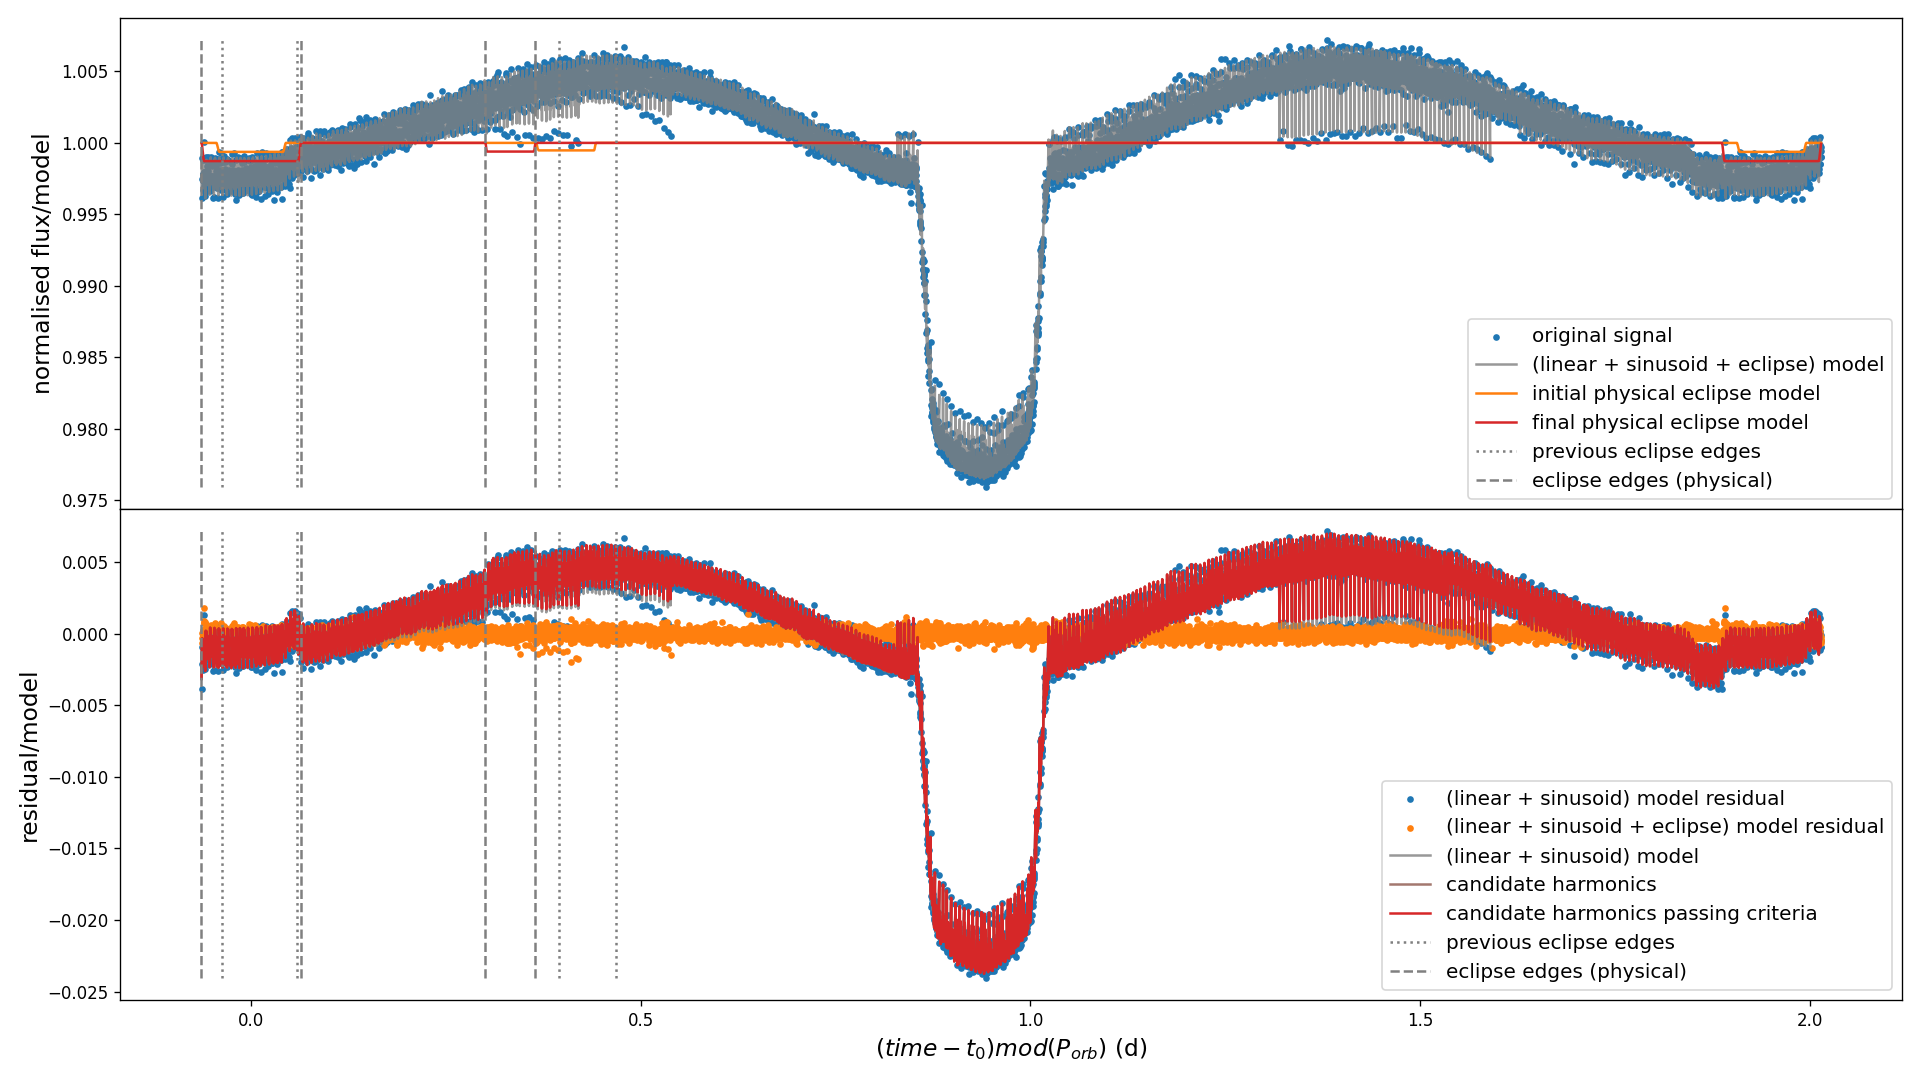 normalised flux/model
1.005
1.000
0.995
0.990
0.985
0.980
0.975
original signal
(linear + sinusoid + eclipse) model
initial physical eclipse model
final physical eclipse model
previous eclipse edges
eclipse edges (physical)
residual/model
0.005
0.000
−0.005
−0.010
−0.015
−0.020
−0.025
(linear + sinusoid) model residual
(linear + sinusoid + eclipse) model residual
(linear + sinusoid) model
candidate harmonics
candidate harmonics passing criteria
previous eclipse edges
eclipse edges (physical)
0.0 0.5 1.0 1.5 2.0
(time − t₀)mod(P_orb) (d)